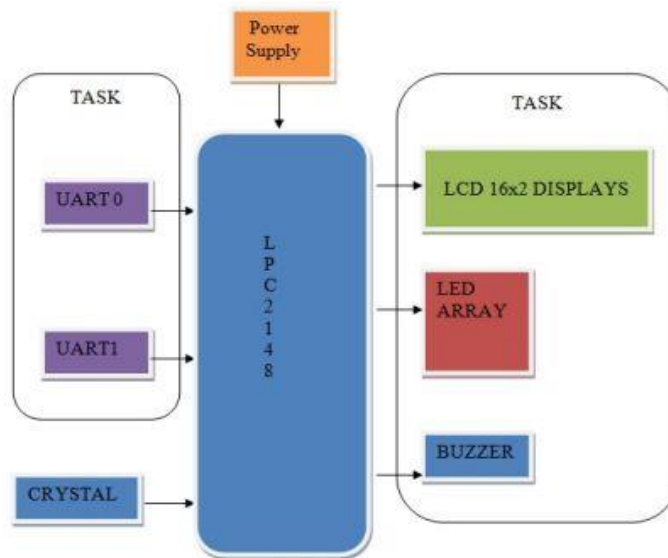 Power
Supply
TASK
UART 0
UART1
CRYSTAL
L
P
C
2
1
4
8
TASK
LCD 16x2 DISPLAYS
LED
ARRAY
BUZZER